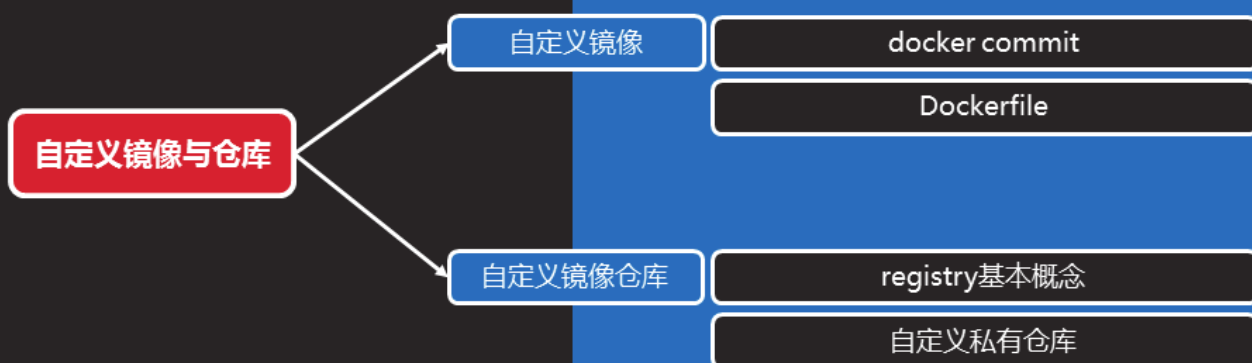 自定义镜像
docker commit
Dockerfile
自定义镜像与仓库
自定义镜像仓库
registry基本概念
自定义私有仓库